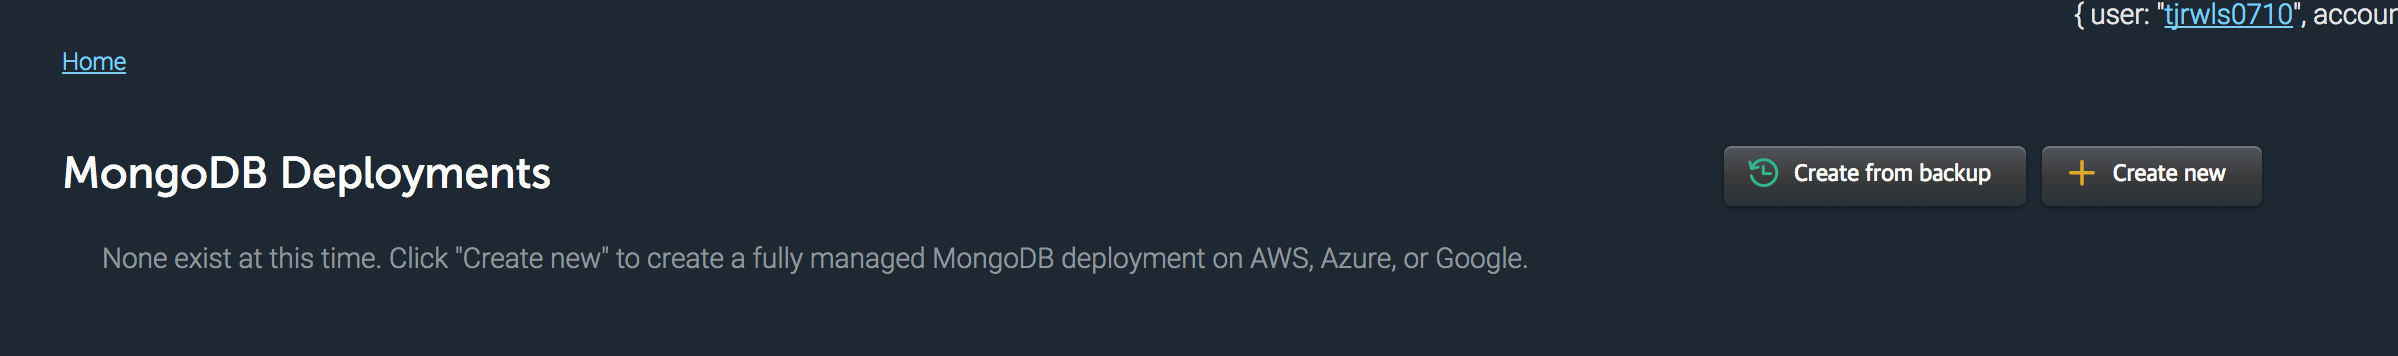 { user: "tjrwls0710", accoun
Home
MongoDB Deployments
Create from backup
Create new
None exist at this time. Click "Create new" to create a fully managed MongoDB deployment on AWS, Azure, or Google.